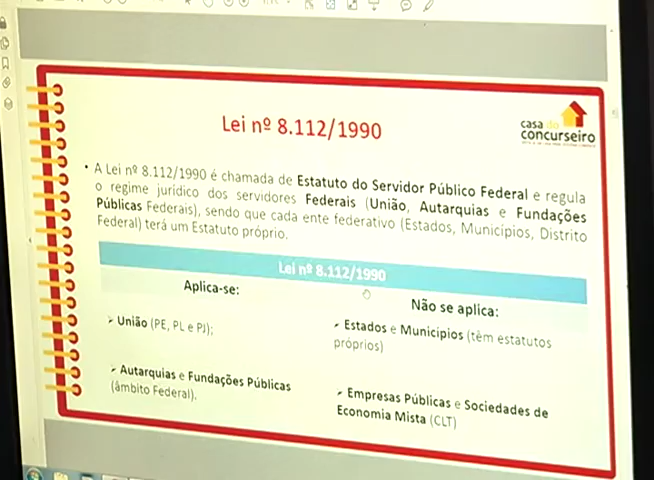 Lei nº 8.112/1990
casa do
concurseiro
• A Lei nº 8.112/1990 é chamada de Estatuto do Servidor Público Federal e regula
o regime jurídico dos servidores Federais (União, Autarquias e Fundações
Públicas Federais), sendo que cada ente federativo (Estados, Municípios, Distrito
Federal) terá um Estatuto próprio.
Lei nº 8.112/1990
Aplica-se:
Não se aplica:
➢ União (PE, PL e PJ);
➢ Estados e Municípios (têm estatutos
próprios)
➢ Autarquias e Fundações Públicas
(âmbito Federal).
➢ Empresas Públicas e Sociedades de
Economia Mista (CLT)